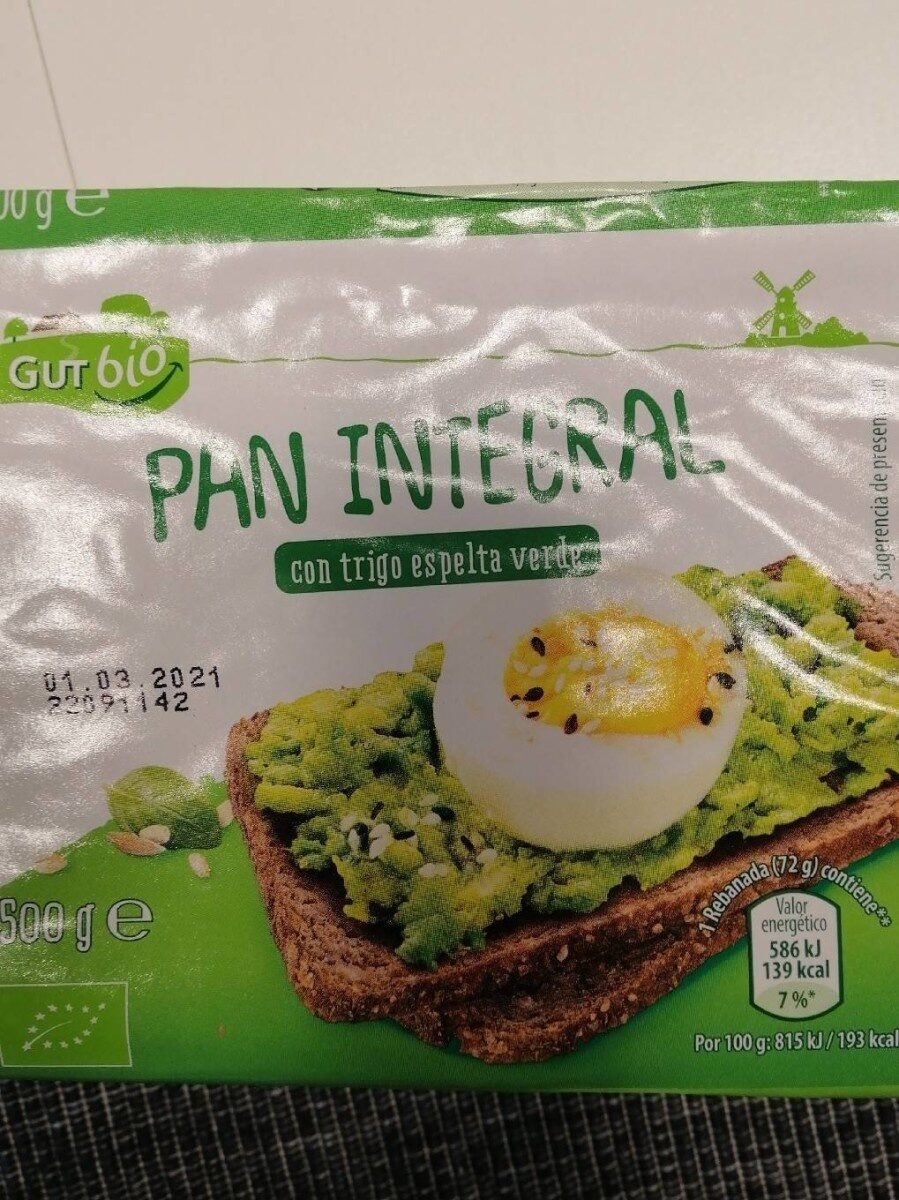 00 g e
GUT bio
PAN INTEGRAL
con trigo espelta verde
Sugerencia de
01.03.2021
22091142
500 g e
1 Rebanada (72 g) contiene**
Valor
energético
586 kJ
139 kcal
7 %*
Por 100 g: 815 kJ / 193 kcal